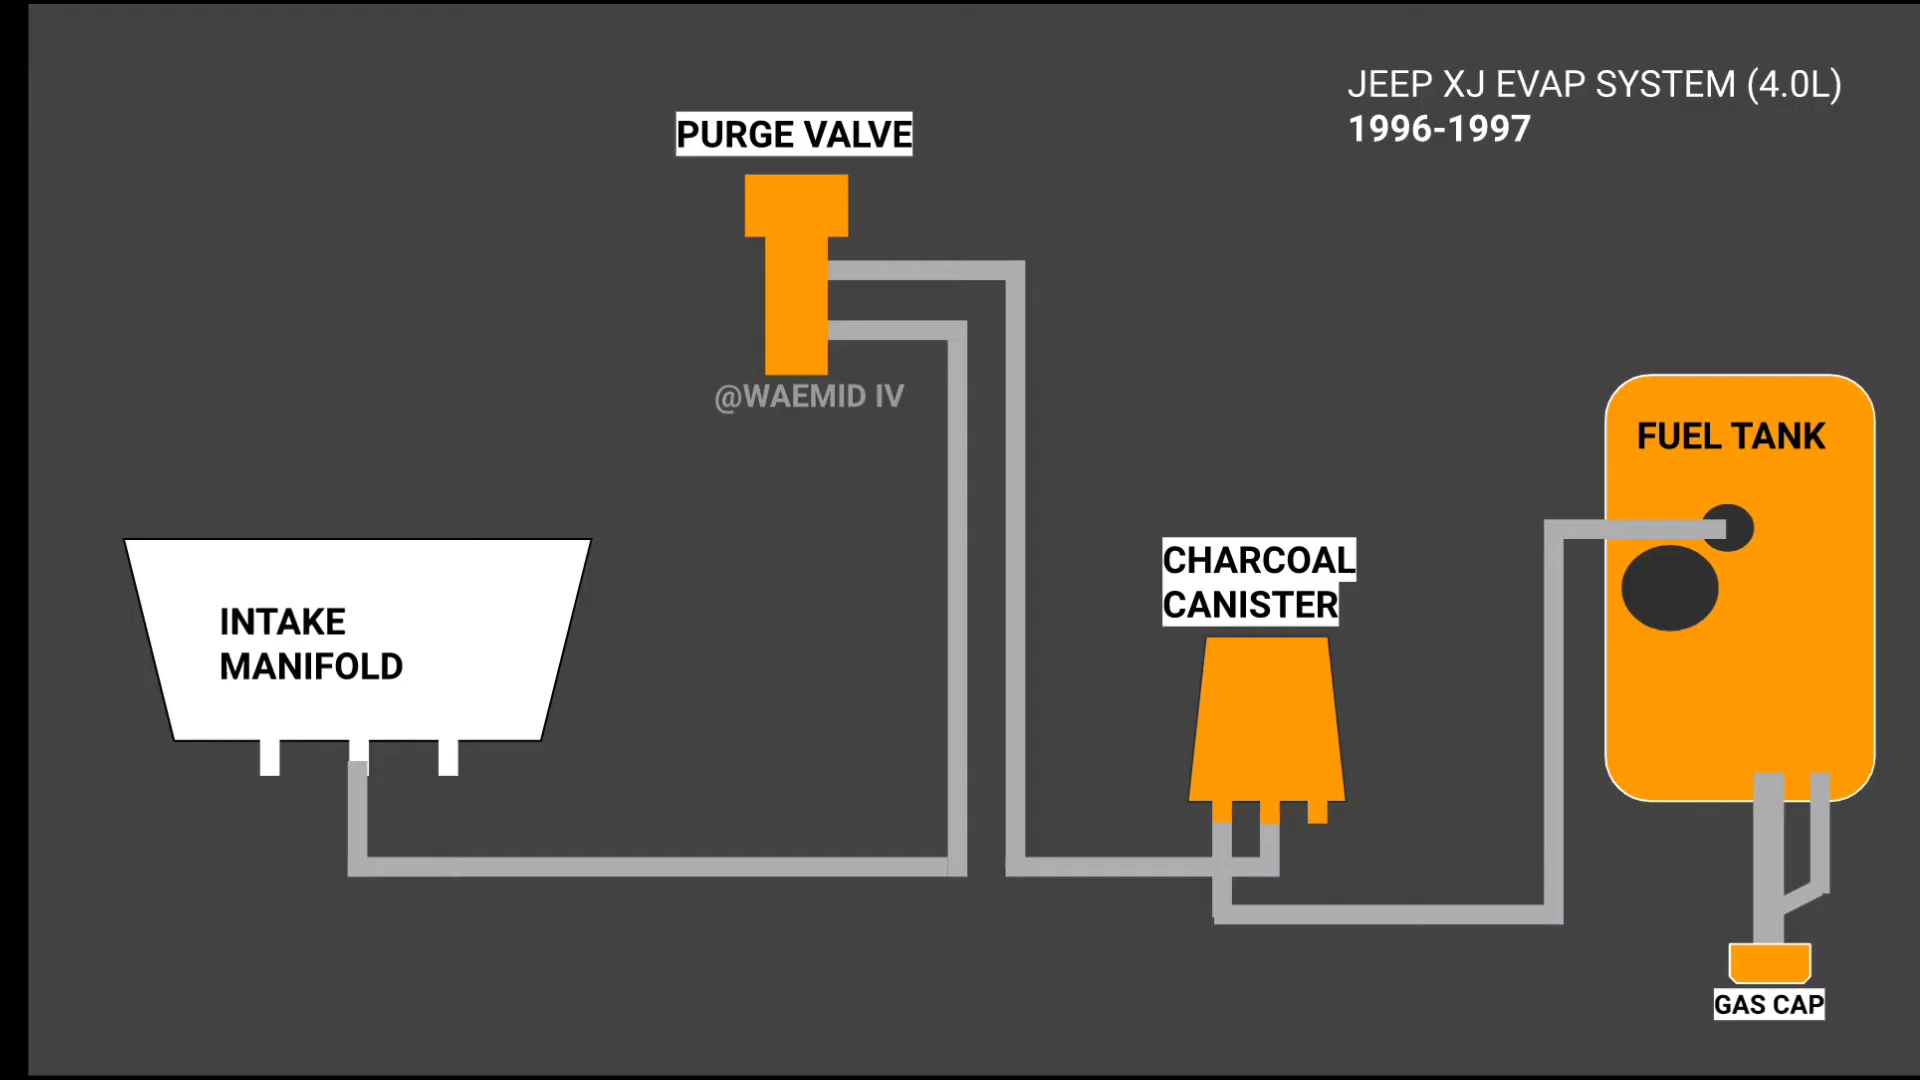 JEEP XJ EVAP SYSTEM (4.0L)
1996-1997
PURGE VALVE
@WAEMID IV
FUEL TANK
CHARCOAL
CANISTER
INTAKE
MANIFOLD
GAS CAP